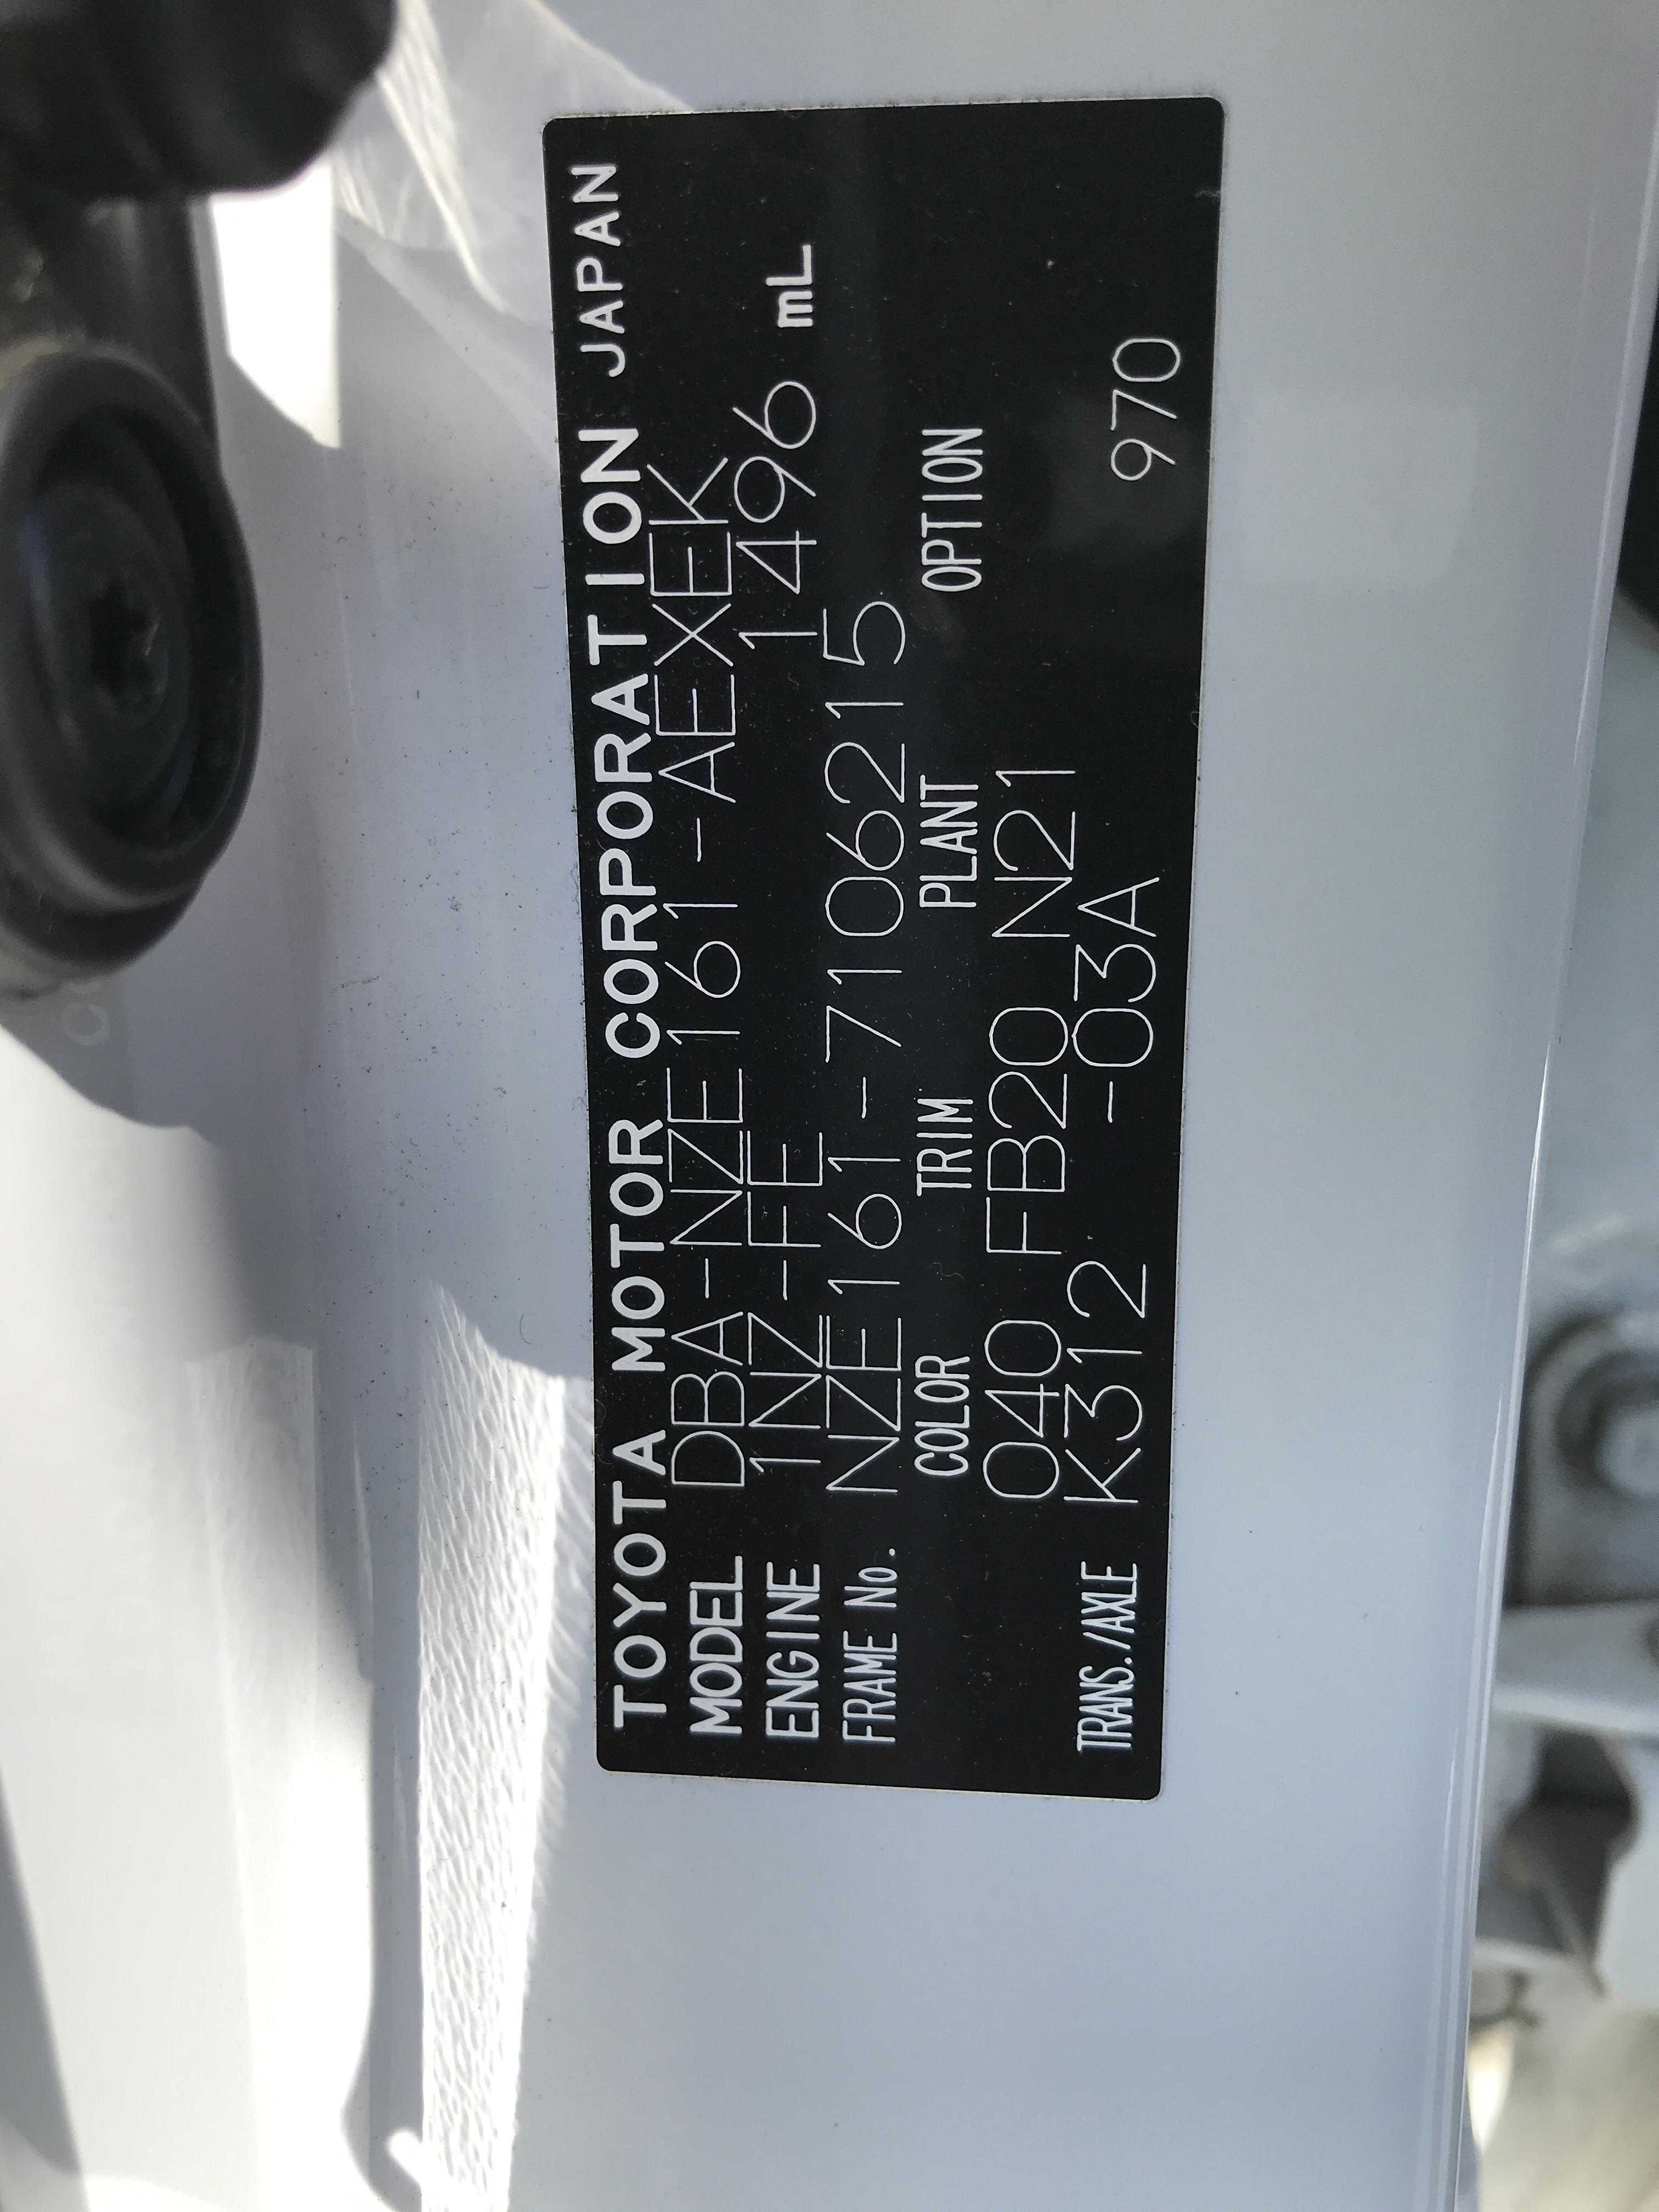 TOYOTA MOTOR CORPORATION JAPAN
MODEL DBA-NZE161-AEXEK
ENGINE 1NZ-FE 1496 mL
FRAME No. NZE161-7106215
COLOR TRIM PLANT OPTION
040 FB20 N21
TRANS./AXLE K312 -03A 970